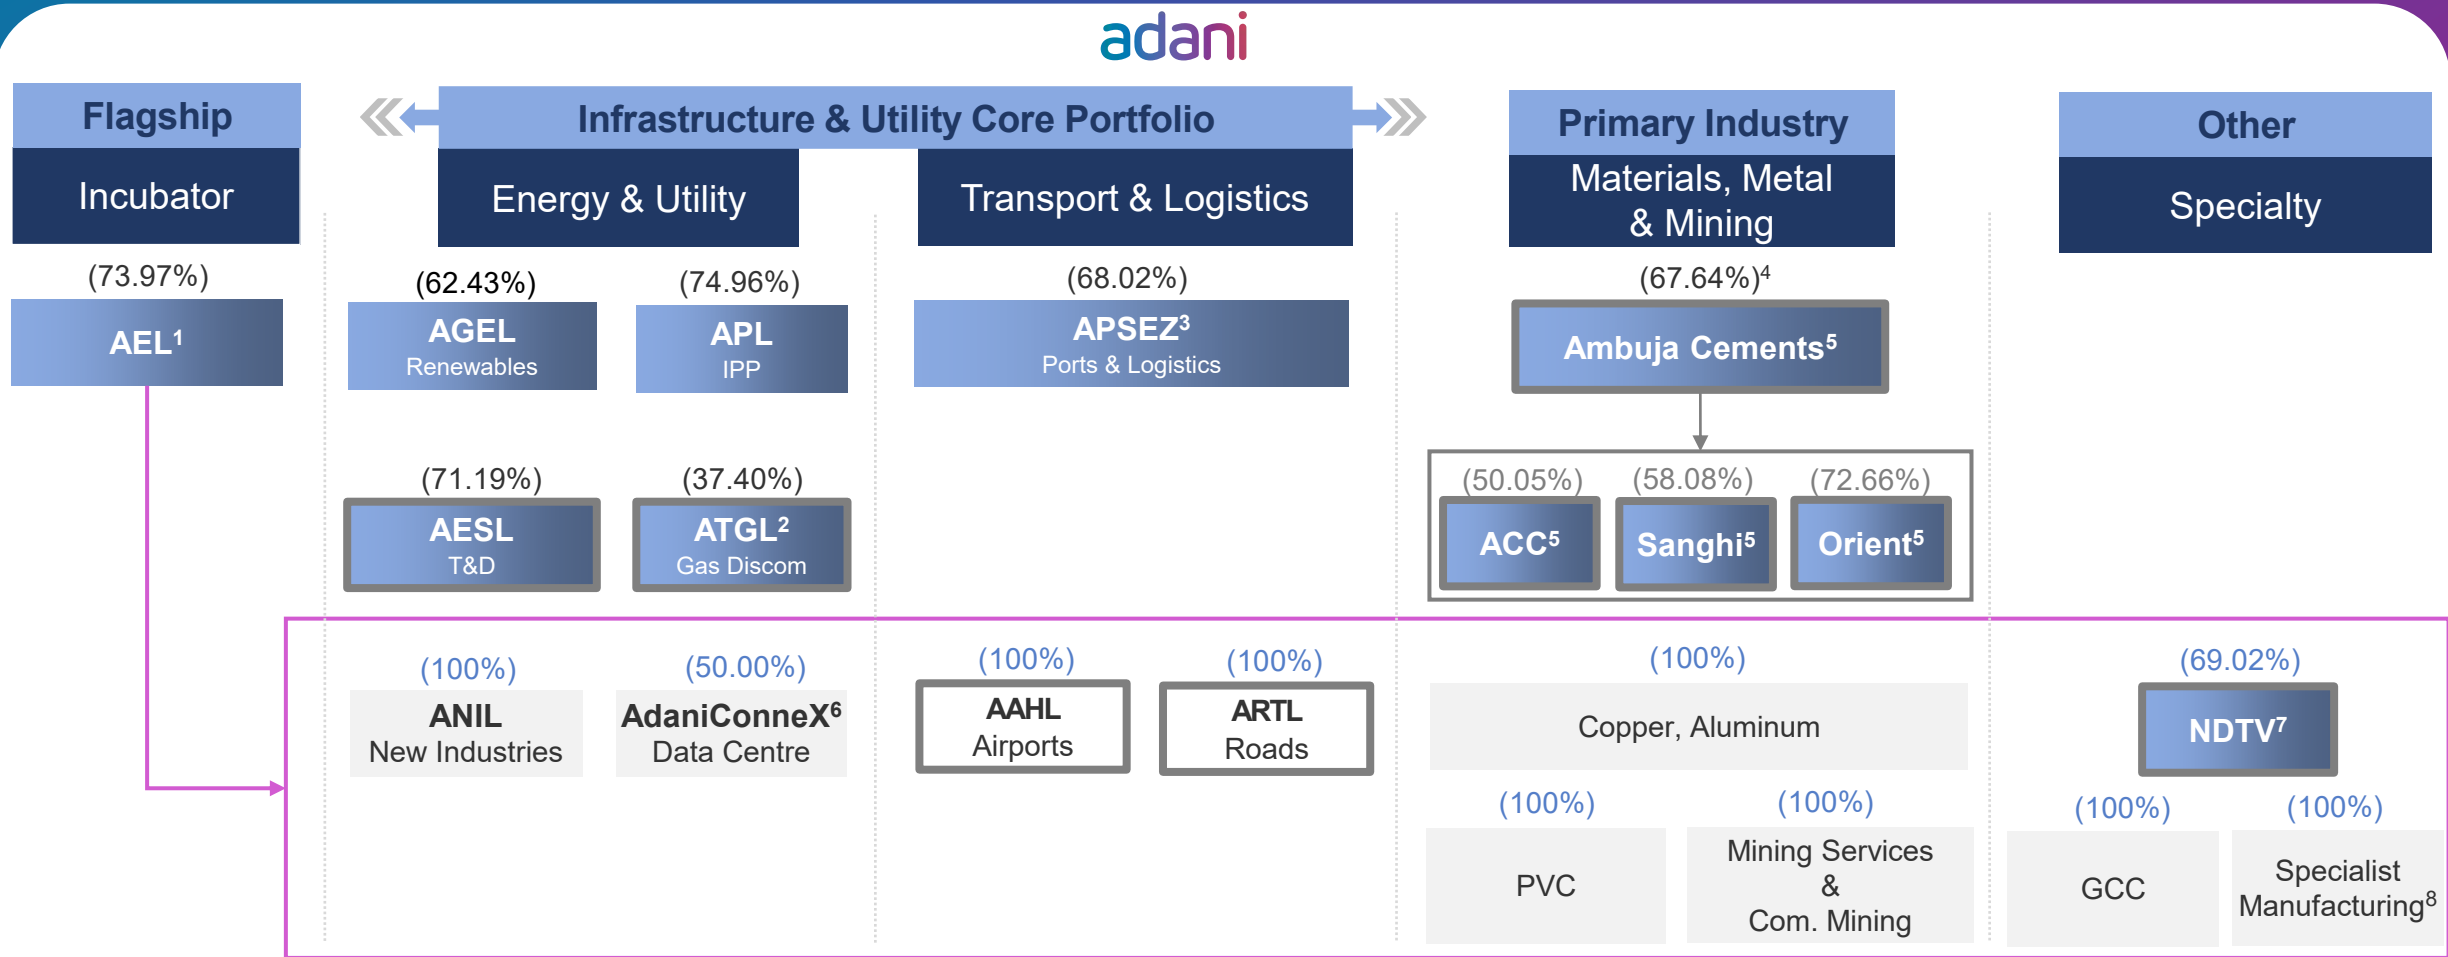 adani
Flagship
Incubator
Infrastructure & Utility Core Portfolio
Energy & Utility
Transport & Logistics
Primary Industry
Materials, Metal
& Mining
Other
Specialty
(73.97%)
AEL¹
(62.43%)
AGEL
Renewables
(74.96%)
APL
IPP
(68.02%)
APSEZ³
Ports & Logistics
(67.64%)⁴
Ambuja Cements⁵
(71.19%)
AESL
T&D
(37.40%)
ATGL²
Gas Discom
(50.05%)
ACC⁵
(58.08%)
Sanghi⁵
(72.66%)
Orient⁵
(100%)
ANIL
New Industries
(50.00%)
AdaniConneX⁶
Data Centre
(100%)
AAHL
Airports
(100%)
ARTL
Roads
(100%)
Copper, Aluminum
(69.02%)
NDTV⁷
(100%)
PVC
(100%)
Mining Services
&
Com. Mining
(100%)
GCC
(100%)
Specialist
Manufacturing⁸